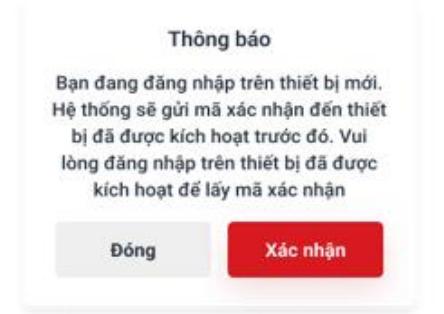 Thông báo
Bạn đang đăng nhập trên thiết bị mới.
Hệ thống sẽ gửi mã xác nhận đến thiết
bị đã được kích hoạt trước đó. Vui
lòng đăng nhập trên thiết bị đã được
kích hoạt để lấy mã xác nhận
Đóng
Xác nhận